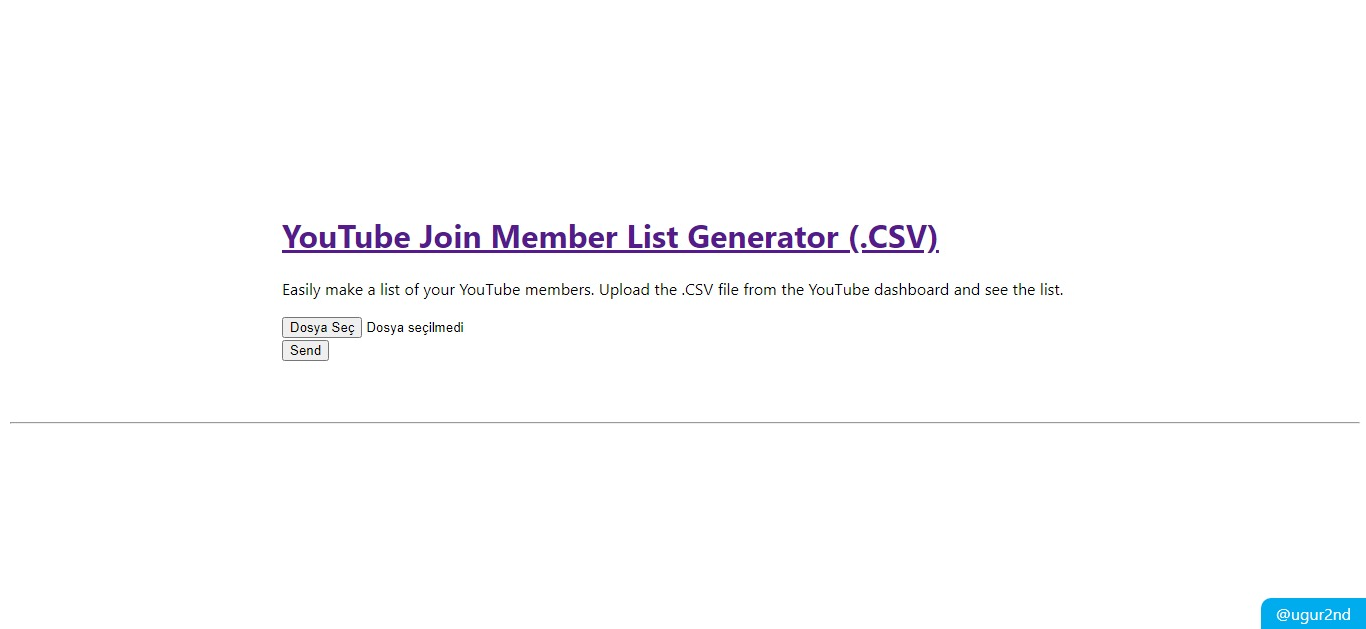 YouTube Join Member List Generator (.CSV)
Easily make a list of your YouTube members. Upload the .CSV file from the YouTube dashboard and see the list.
Dosya Seç Dosya seçilmedi
Send
@ugur2nd